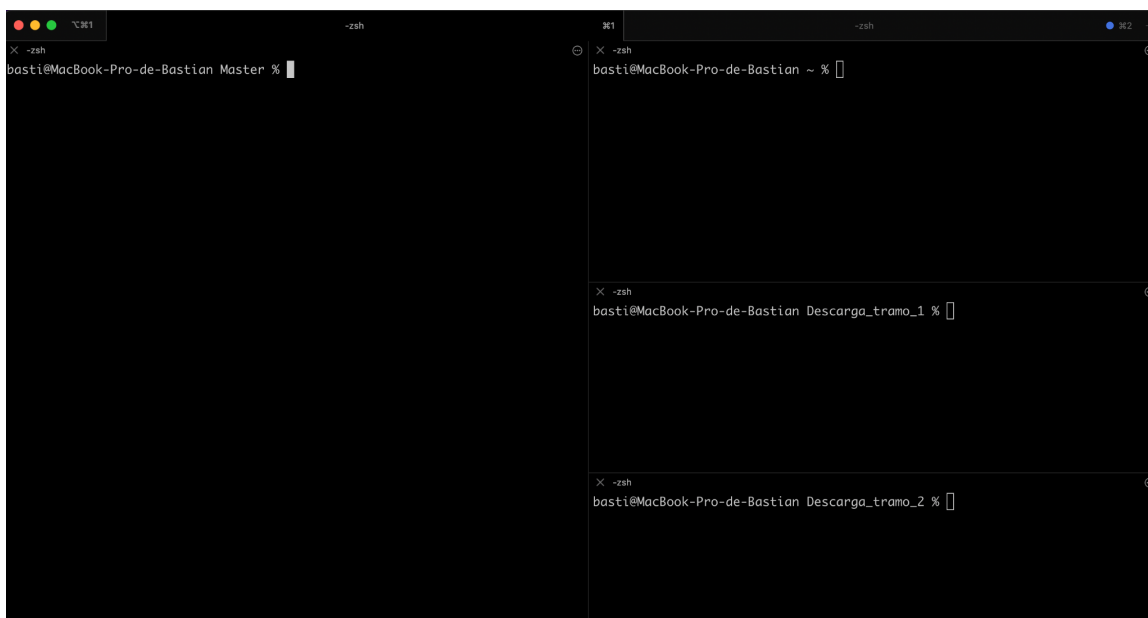 ⌥⌘1 -zsh ⌘1 -zsh ⌘2
-zsh
basti@MacBook-Pro-de-Bastian Master %
-zsh
basti@MacBook-Pro-de-Bastian ~ %
-zsh
basti@MacBook-Pro-de-Bastian Descarga_tramo_1 %
-zsh
basti@MacBook-Pro-de-Bastian Descarga_tramo_2 %